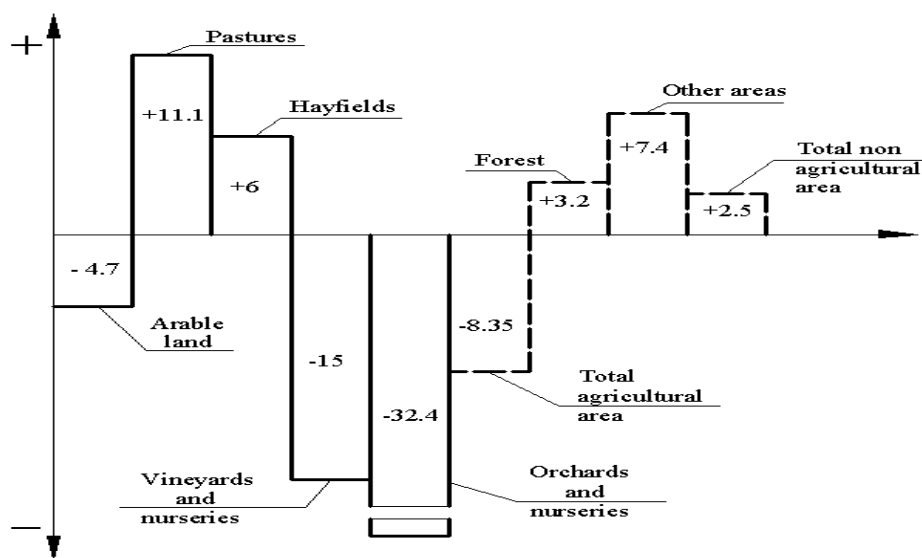 +
Pastures
+11.1
Hayfields
+6
Other areas
+7.4
Forest
+3.2
Total non
agricultural
area
+2.5
- 4.7
Arable
land
-15
-32.4
-8.35
Total
agricultural
area
Vineyards
and
nurseries
Orchards
and
nurseries
–